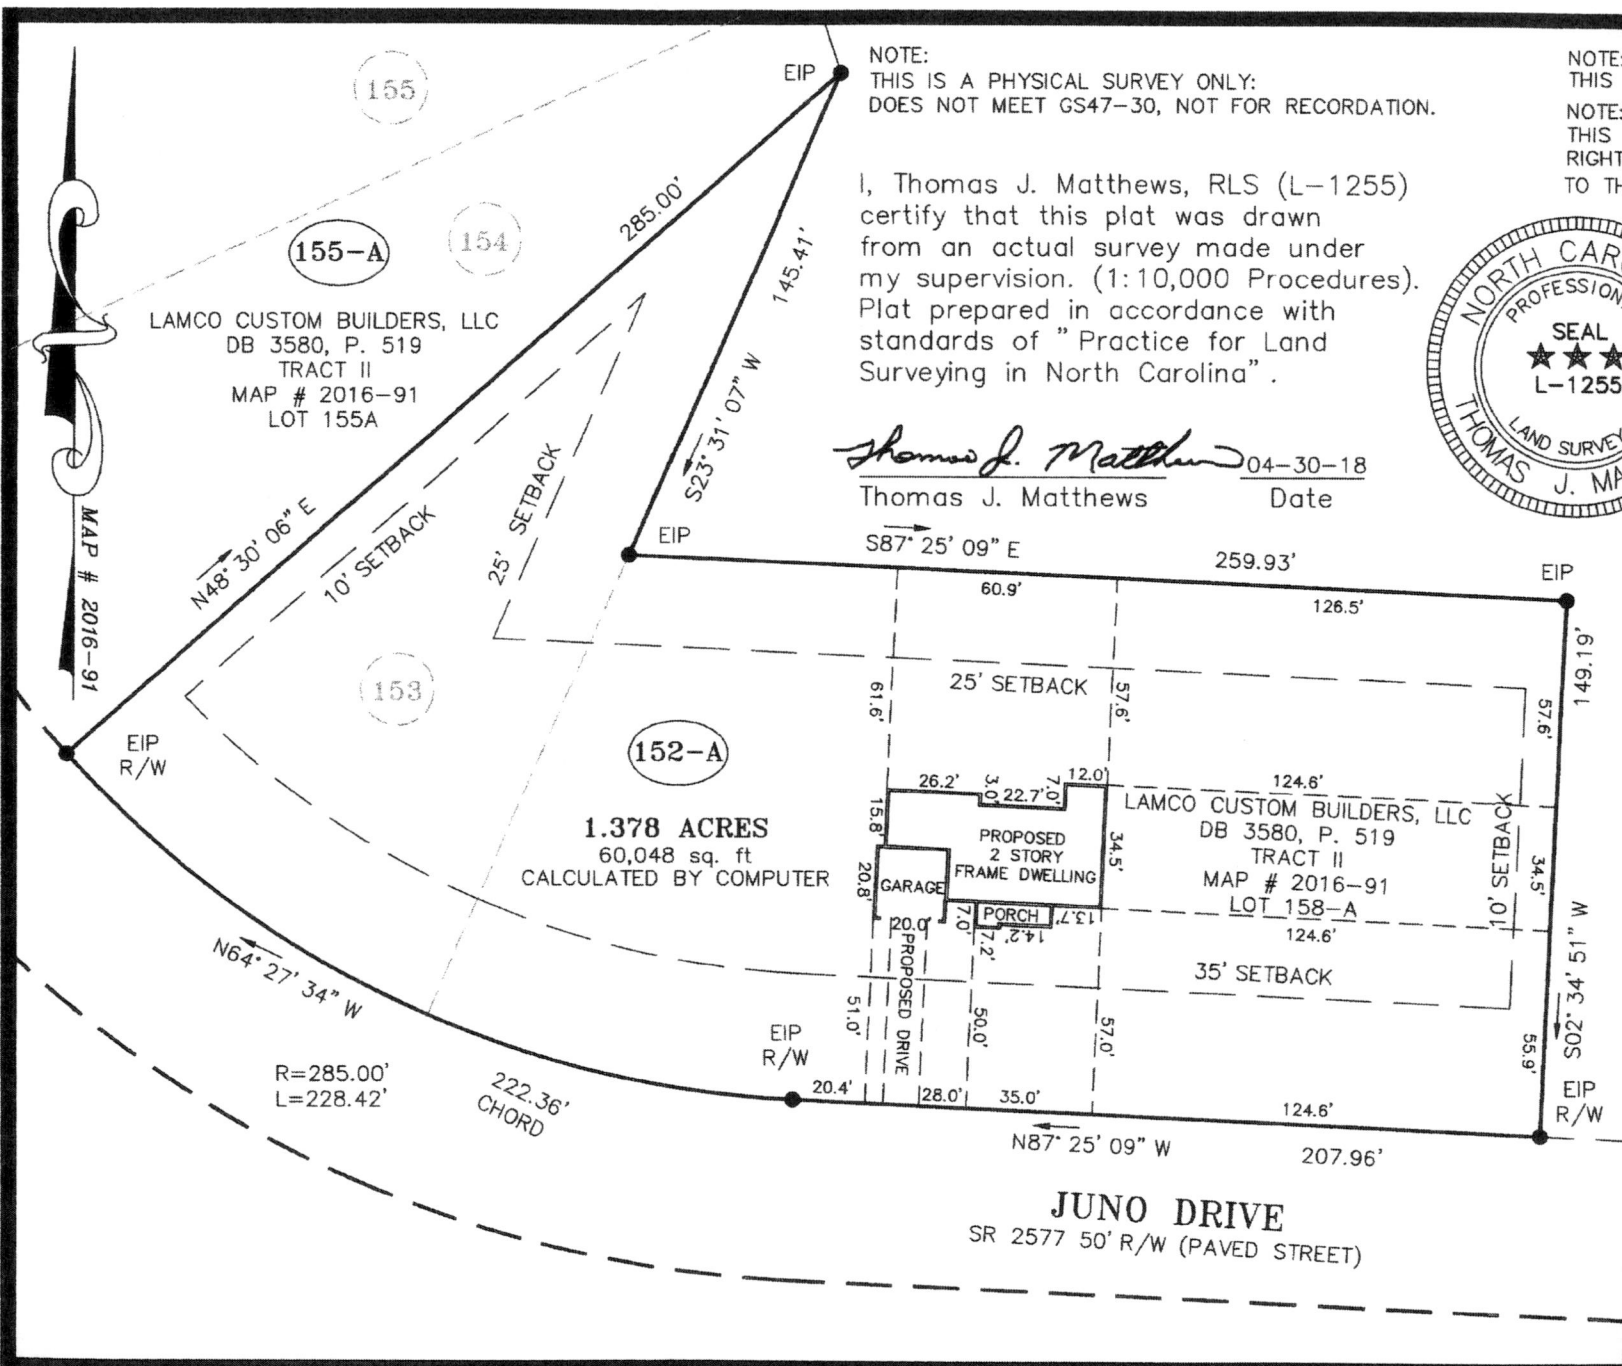 155
EIP
NOTE:
THIS IS A PHYSICAL SURVEY ONLY:
DOES NOT MEET GS47-30, NOT FOR RECORDATION.
NOTE:
THIS
NOTE:
THIS
RIGHT
TO TH
I, Thomas J. Matthews, RLS (L-1255)
certify that this plat was drawn
from an actual survey made under
my supervision. (1:10,000 Procedures).
Plat prepared in accordance with
standards of "Practice for Land
Surveying in North Carolina".
Thomas J. Matthews
04-30-18
Thomas J. Matthews
Date
NORTH CAR
PROFESSION
SEAL
L-1255
LAND SURVEY
THOMAS J. MA
155-A
154
LAMCO CUSTOM BUILDERS, LLC
DB 3580, P. 519
TRACT II
MAP # 2016-91
LOT 155A
MAP # 2016-91
285.00'
N48° 30' 06" E
145.41'
S23° 31' 07" W
10' SETBACK
25' SETBACK
EIP
S87° 25' 09" E
259.93'
EIP
60.9'
126.5'
149.19'
25' SETBACK
61.6'
57.6'
57.6'
153
EIP
R/W
152-A
1.378 ACRES
60,048 sq. ft
CALCULATED BY COMPUTER
26.2'
3.0'
22.7'
7.0'
12.0'
124.6'
15.8'
PROPOSED
2 STORY
FRAME DWELLING
34.5'
GARAGE
20.8'
PORCH
20.0'
7.0'
7.2'
14.2'
13.7'
LAMCO CUSTOM BUILDERS, LLC
DB 3580, P. 519
TRACT II
MAP # 2016-91
LOT 158-A
10' SETBACK
34.5'
124.6'
35' SETBACK
S02° 34' 51" W
PROPOSED DRIVE
51.0'
50.0'
57.0'
55.9'
N64° 27' 34" W
R=285.00'
L=228.42'
222.36'
CHORD
EIP
R/W
20.4'
28.0'
35.0'
124.6'
EIP
R/W
N87° 25' 09" W
207.96'
JUNO DRIVE
SR 2577 50' R/W (PAVED STREET)